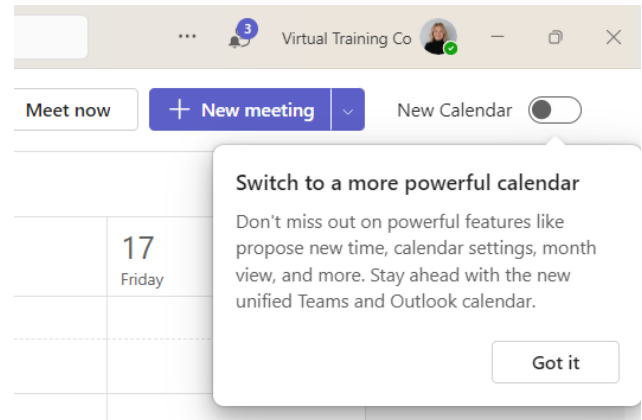 3
Virtual Training Co
Meet now
New meeting
New Calendar
Switch to a more powerful calendar
Don't miss out on powerful features like
propose new time, calendar settings, month
view, and more. Stay ahead with the new
unified Teams and Outlook calendar.
Got it
17
Friday